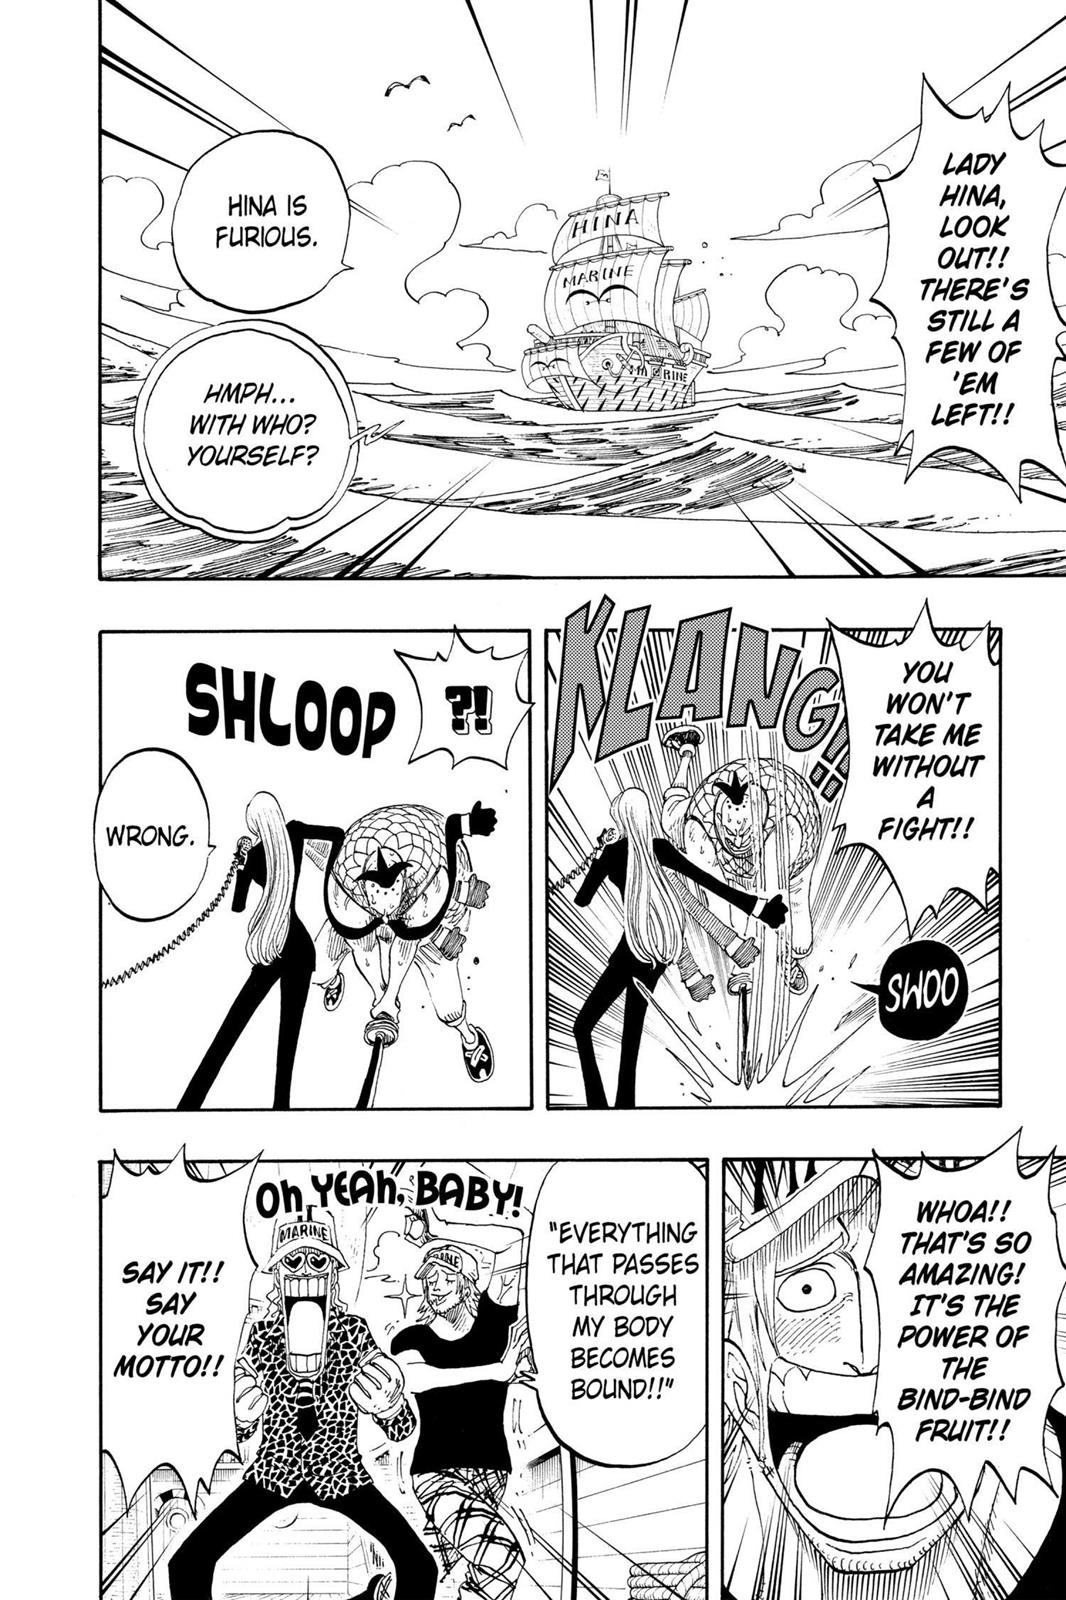 LADY
HINA,
LOOK
OUT!!
THERE'S
STILL A
FEW OF
'EM
LEFT!!
HINA IS
FURIOUS.
HMPH...
WITH WHO?
YOURSELF?
HINA
MARINE
MARINE
YOU
WON'T
TAKE ME
WITHOUT
A
FIGHT!!
KLANG!!
SWOO
?!
SHLOOP
WRONG.
WHOA!!
THAT'S SO
AMAZING!
IT'S THE
POWER OF
THE
BIND-BIND
FRUIT!!
"EVERYTHING
THAT PASSES
THROUGH
MY BODY
BECOMES
BOUND!!"
OH YEAH, BABY!
MARINE
SAY IT!!
SAY
YOUR
MOTTO!!